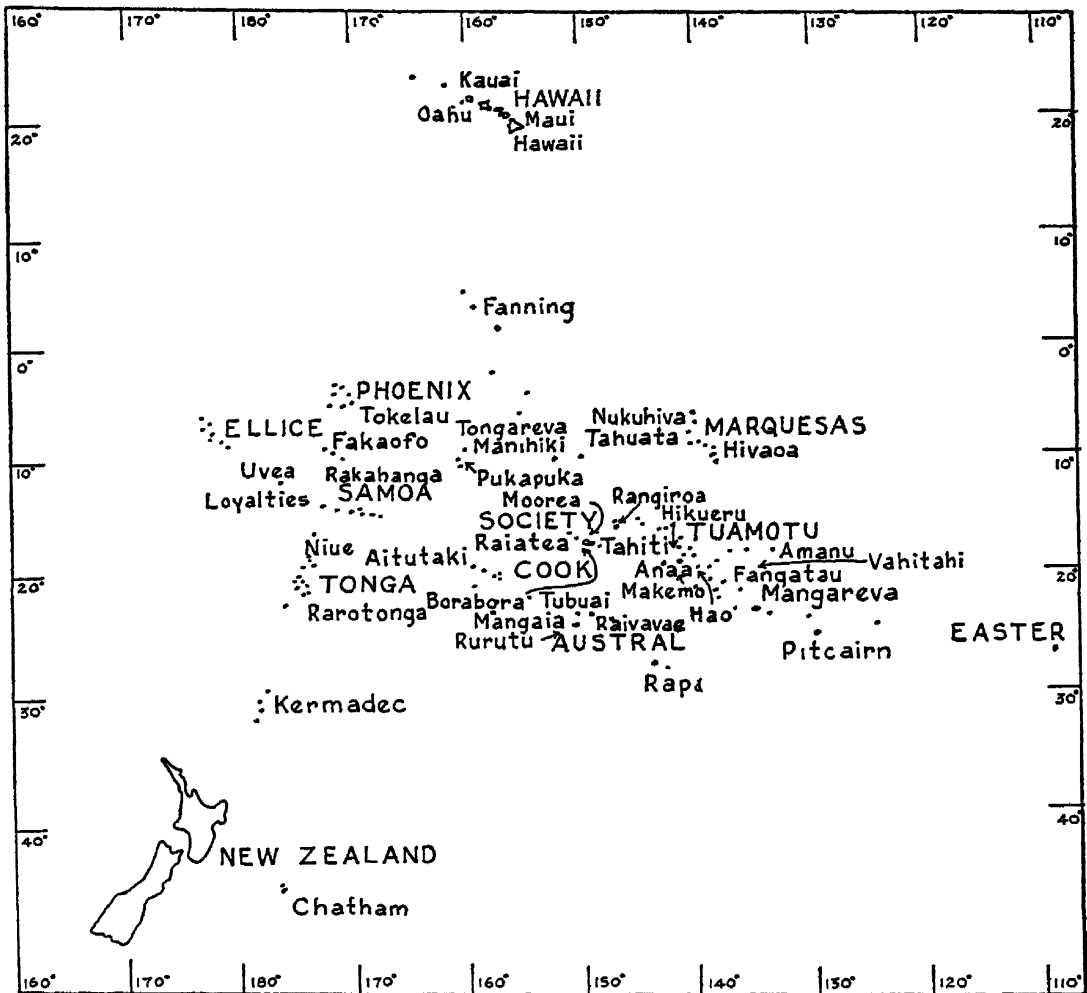 160° 170° 180° 170° 160° 150° 140° 130° 120° 110°
Kauai
HAWAII
Oahu
Maui
Hawaii
20° 20°
10° 10°
Fanning
0° 0°
PHOENIX
Tokelau
ELLICE
Fakaofo
Tongareva
Manihiki
Nukuhiva
Tahuata
MARQUESAS
Hivaoa
10° 10°
Uvea
Rakahanga
Pukapuka
Loyalties
SAMOA
Moorea
Rangiroa
Hikueru
SOCIETY
TUAMOTU
Niue
Aitutaki
Raiatea
Tahiti
Amanu
Vahitahi
20° 20°
TONGA
COOK
Anaa
Fangatau
Makemo
Mangareva
Rarotonga
Borabora
Tubuai
Hao
Mangaia
Raivavae
Rurutu
AUSTRAL
Pitcairn
EASTER
Rapa
30° 30°
Kermadec
40° 40°
NEW ZEALAND
Chatham
160° 170° 180° 170° 160° 150° 140° 130° 120° 110°